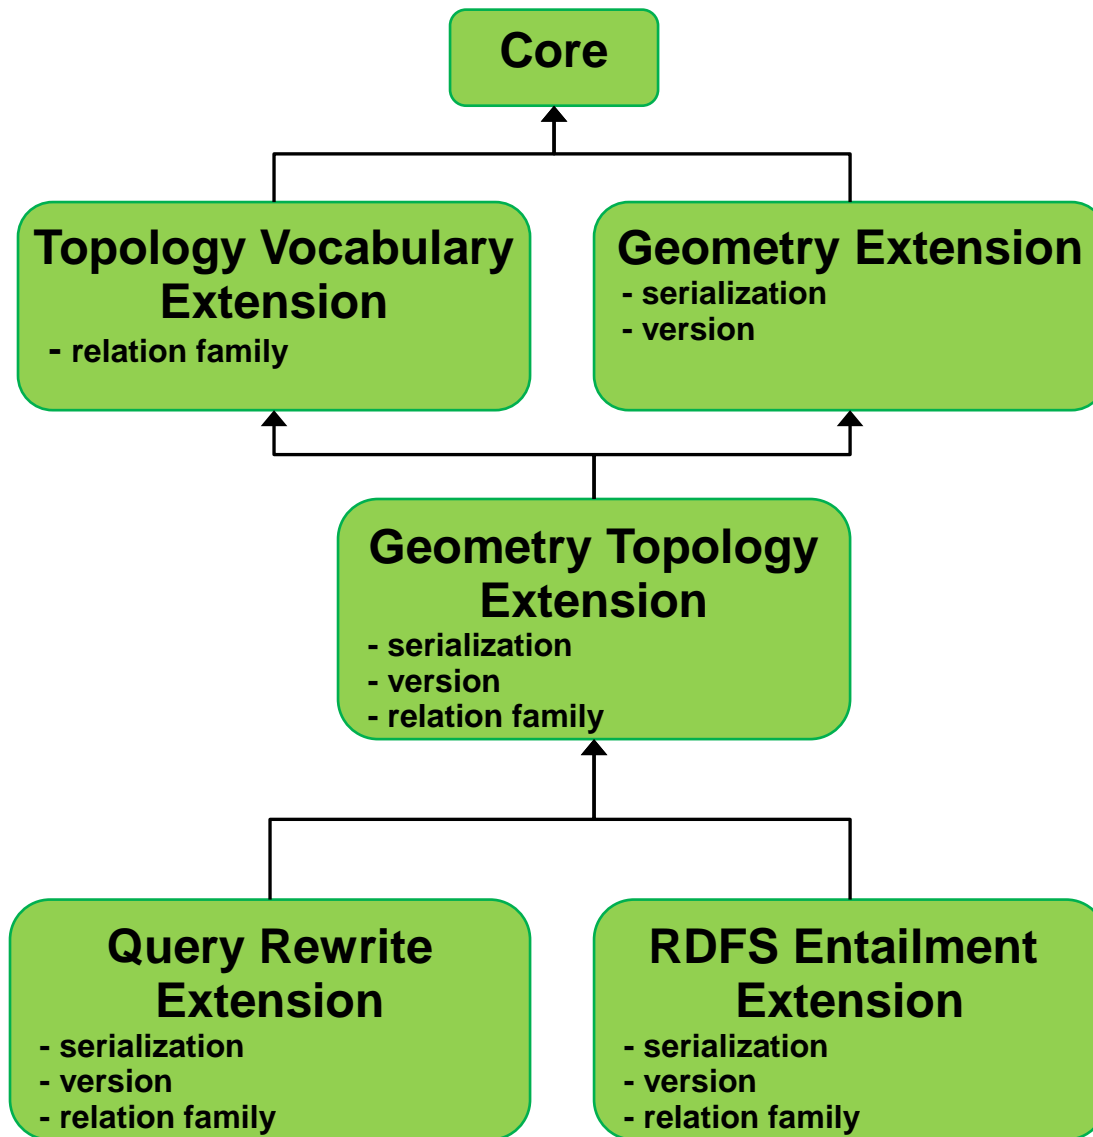 Core
Topology Vocabulary
Extension
- relation family
Geometry Extension
- serialization
- version
Geometry Topology
Extension
- serialization
- version
- relation family
Query Rewrite
Extension
- serialization
- version
- relation family
RDFS Entailment
Extension
- serialization
- version
- relation family